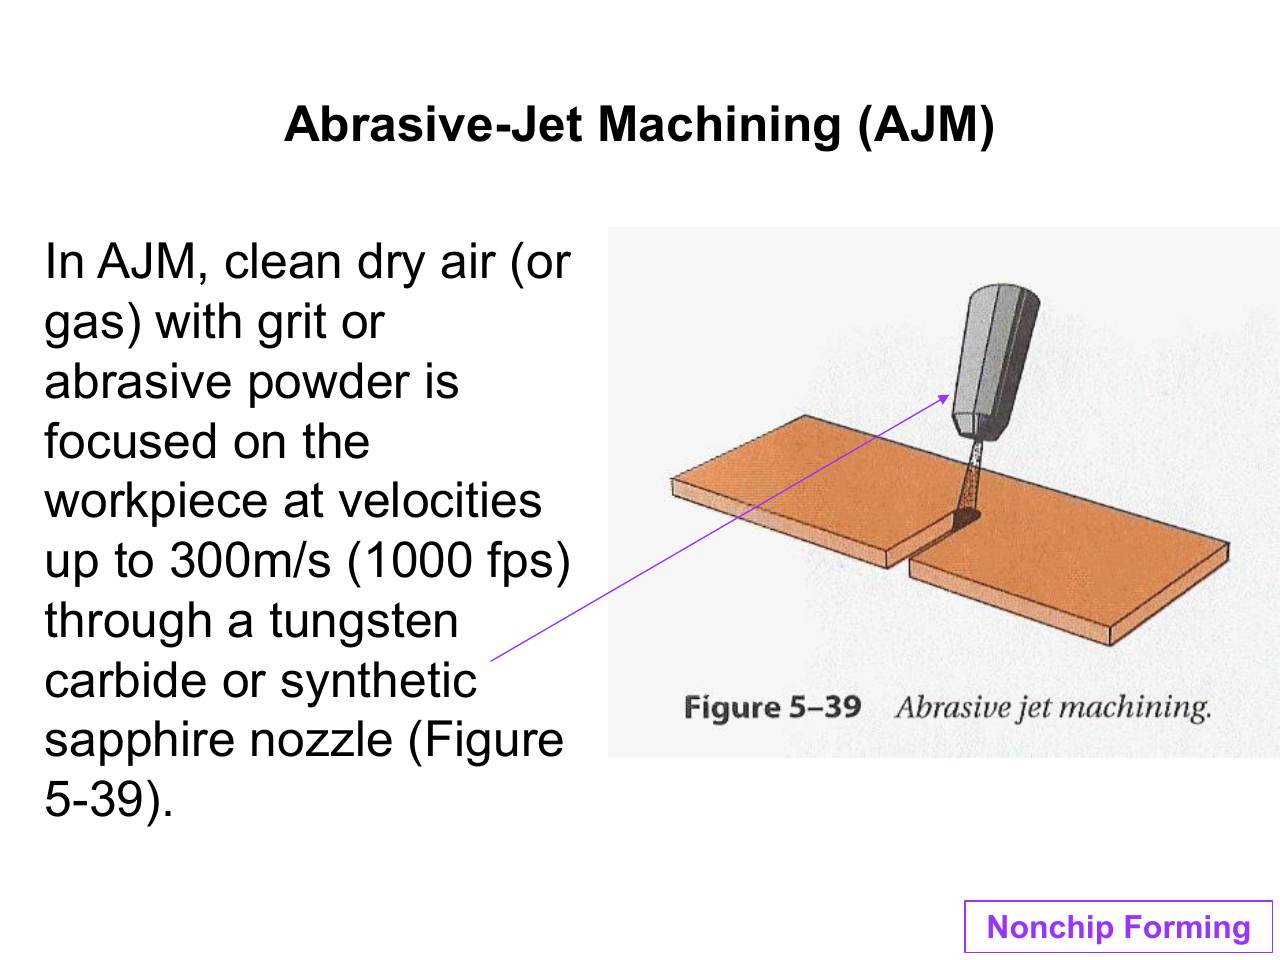 Abrasive-Jet Machining (AJM)
In AJM, clean dry air (or
gas) with grit or
abrasive powder is
focused on the
workpiece at velocities
up to 300m/s (1000 fps)
through a tungsten
carbide or synthetic
sapphire nozzle (Figure
5-39).
Figure 5–39 Abrasive jet machining.
Nonchip Forming